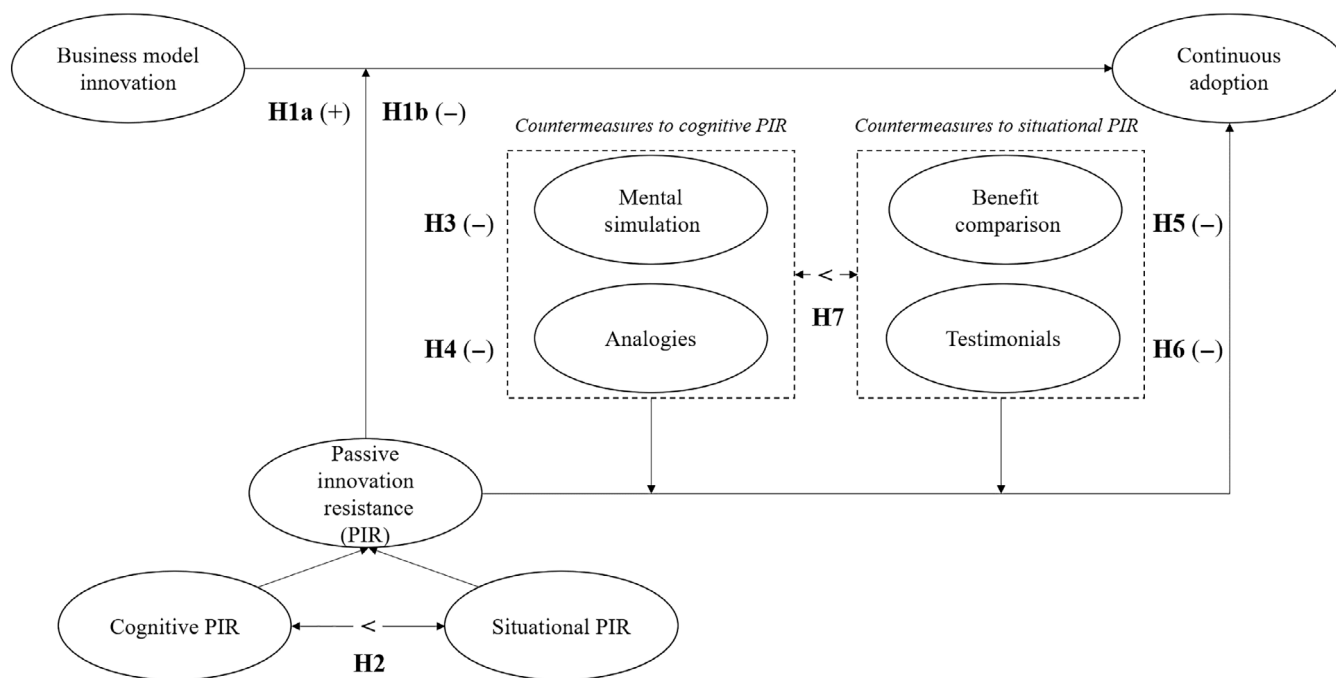 Business model
innovation
Continuous
adoption
H1a (+)
H1b (–)
Countermeasures to cognitive PIR
Countermeasures to situational PIR
Mental
simulation
Benefit
comparison
H3 (–)
H5 (–)
<
H7
Analogies
Testimonials
H4 (–)
H6 (–)
Passive
innovation
resistance
(PIR)
Cognitive PIR
<
Situational PIR
H2